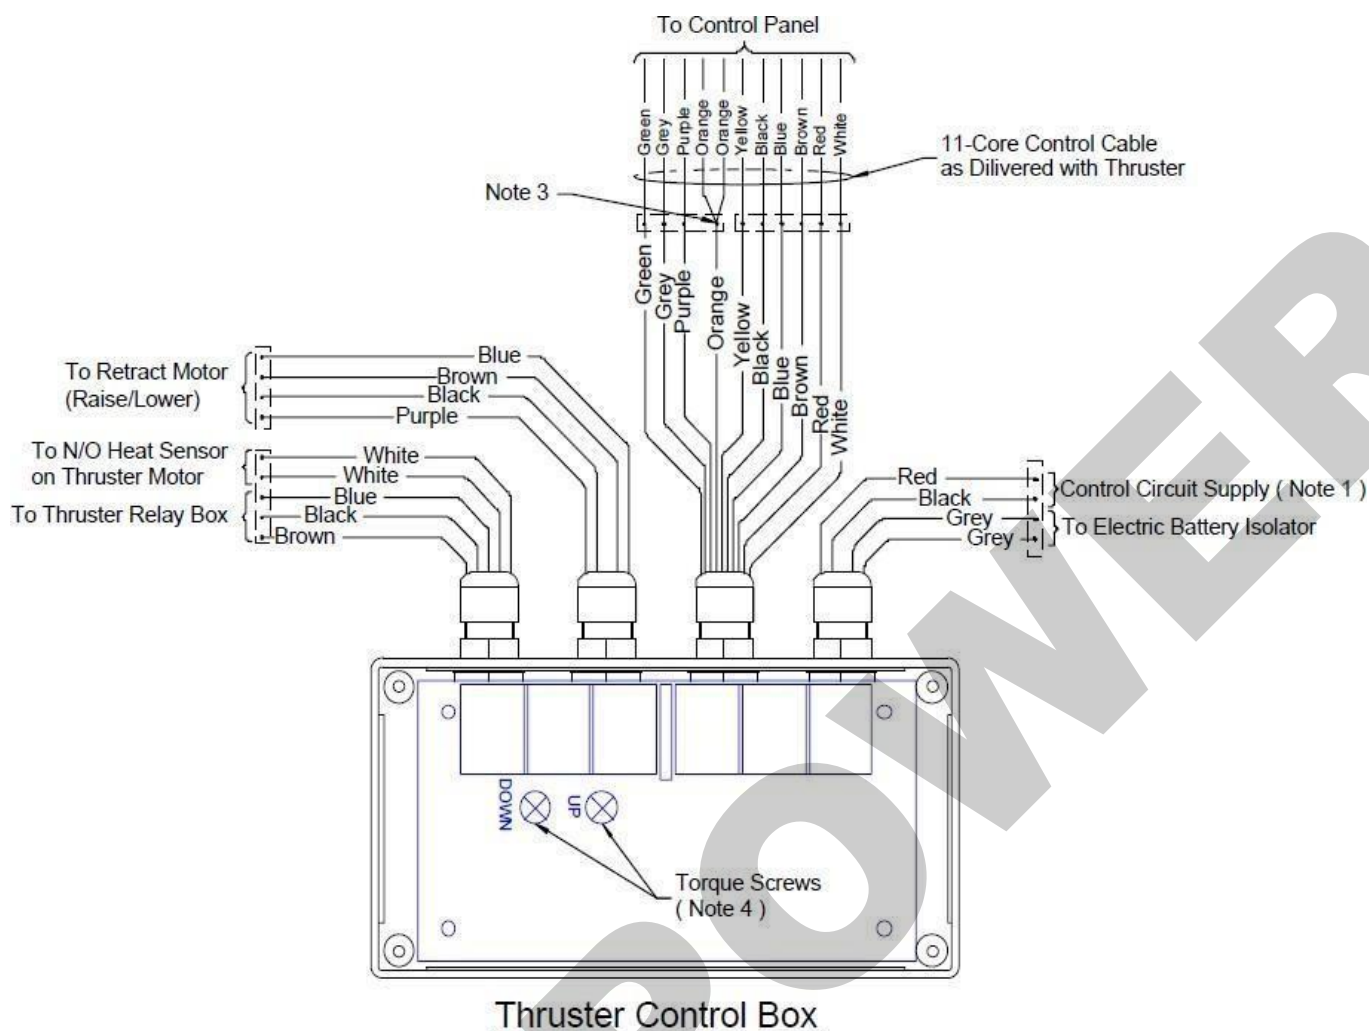 To Control Panel
Green
Grey
Purple
Orange
Orange
Yellow
Black
Blue
Brown
Red
White
11-Core Control Cable
as Dilivered with Thruster
Note 3
Green
Grey
Purple
Orange
Yellow
Black
Blue
Brown
Red
White
To Retract Motor
(Raise/Lower)
Blue
Brown
Black
Purple
To N/O Heat Sensor
on Thruster Motor
White
White
To Thruster Relay Box
Blue
Black
Brown
Red
Black
Grey
Grey
Control Circuit Supply ( Note 1 )
To Electric Battery Isolator
DOWN
UP
Torque Screws
( Note 4 )
Thruster Control Box
POWER